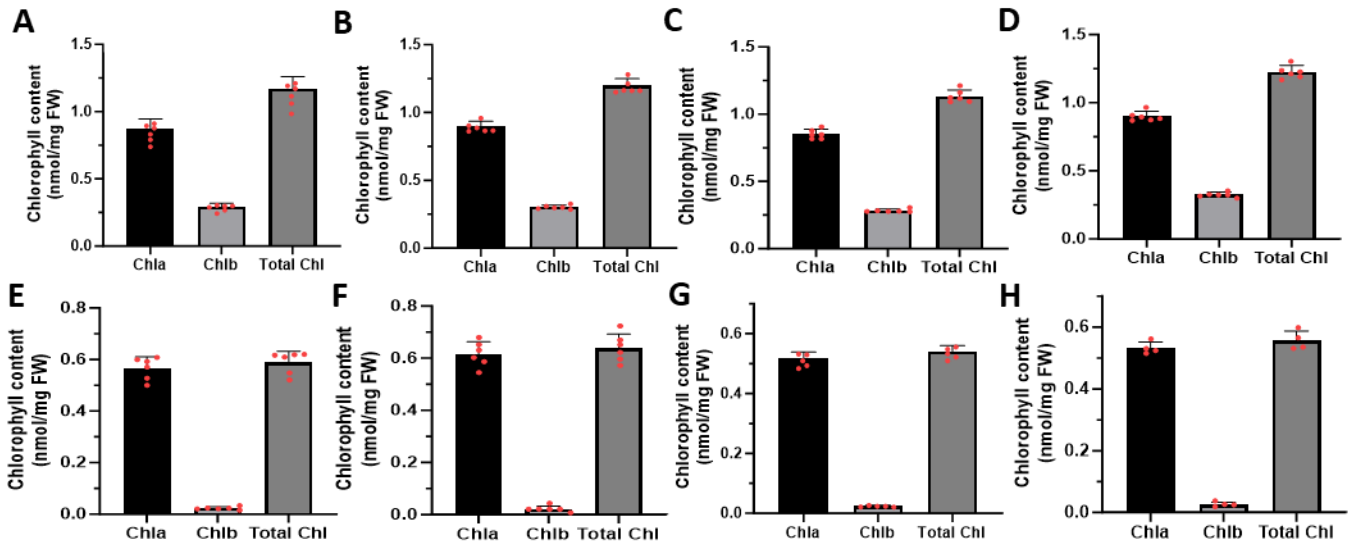 A
Chlorophyll content
(nmol/mg FW)
1.5
1.0
0.5
0.0
Chla Chlb Total Chl
B
Chlorophyll content
(nmol/mg FW)
1.5
1.0
0.5
0.0
Chla Chlb Total Chl
C
Chlorophyll content
(nmol/mg FW)
1.5
1.0
0.5
0.0
Chla Chlb Total Chl
D
Chlorophyll content
(nmol/mg FW)
1.5
1.0
0.5
0.0
Chla Chlb Total Chl
E
Chlorophyll content
(nmol/mg FW)
0.8
0.6
0.4
0.2
0.0
Chla Chlb Total Chl
F
Chlorophyll content
(nmol/mg FW)
0.8
0.6
0.4
0.2
0.0
Chla Chlb Total Chl
G
Chlorophyll content
(nmol/mg FW)
0.6
0.4
0.2
0.0
Chla Chlb Total Chl
H
Chlorophyll content
(nmol/mg FW)
0.6
0.4
0.2
0.0
Chla Chlb Total Chl